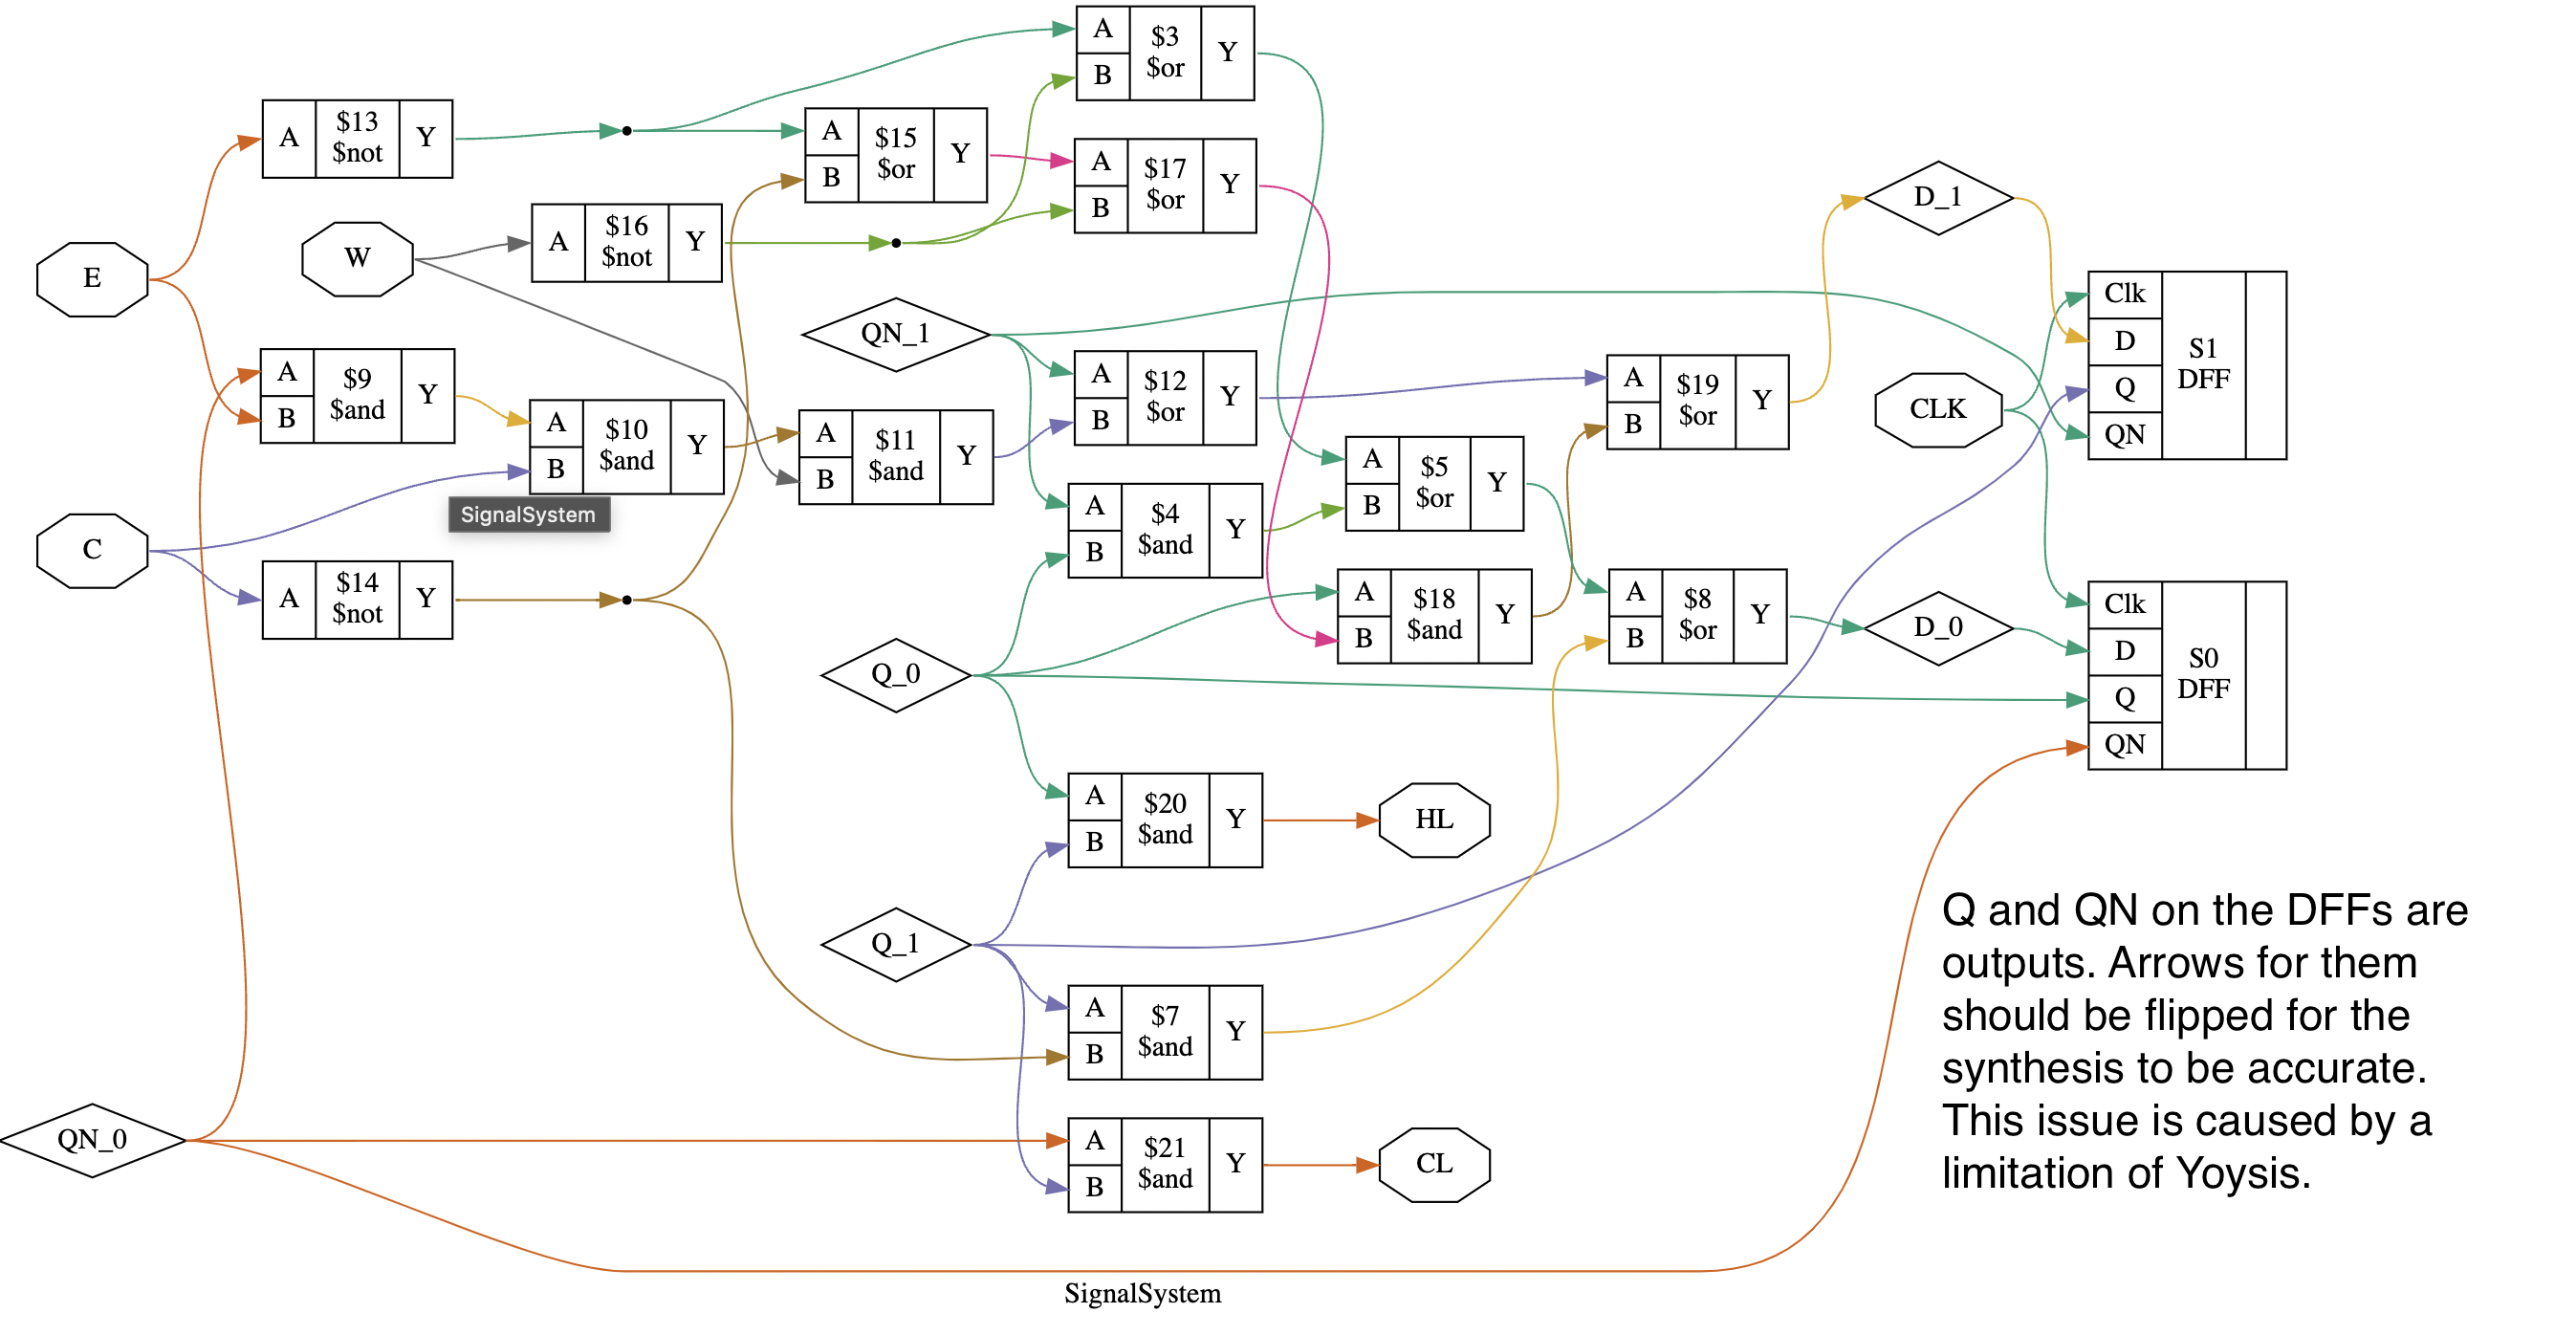 A
$3
$or
Y
B
A
$13
$not
Y
A
$15
$or
Y
B
A
$17
$or
Y
B
D_1
A
$16
$not
Y
W
E
QN_1
Clk
D
S1
DFF
Q
QN
A
$9
$and
Y
B
A
$12
$or
Y
B
A
$19
$or
Y
B
CLK
A
$10
$and
Y
B
A
$11
$and
Y
B
A
$5
$or
Y
B
SignalSystem
C
A
$4
$and
Y
B
A
$14
$not
Y
A
$18
$and
Y
B
A
$8
$or
Y
B
D_0
Clk
D
S0
DFF
Q
QN
Q_0
A
$20
$and
Y
B
HL
Q_1
A
$7
$and
Y
B
QN_0
A
$21
$and
Y
B
CL
Q and QN on the DFFs are
outputs. Arrows for them
should be flipped for the
synthesis to be accurate.
This issue is caused by a
limitation of Yoysis.
SignalSystem